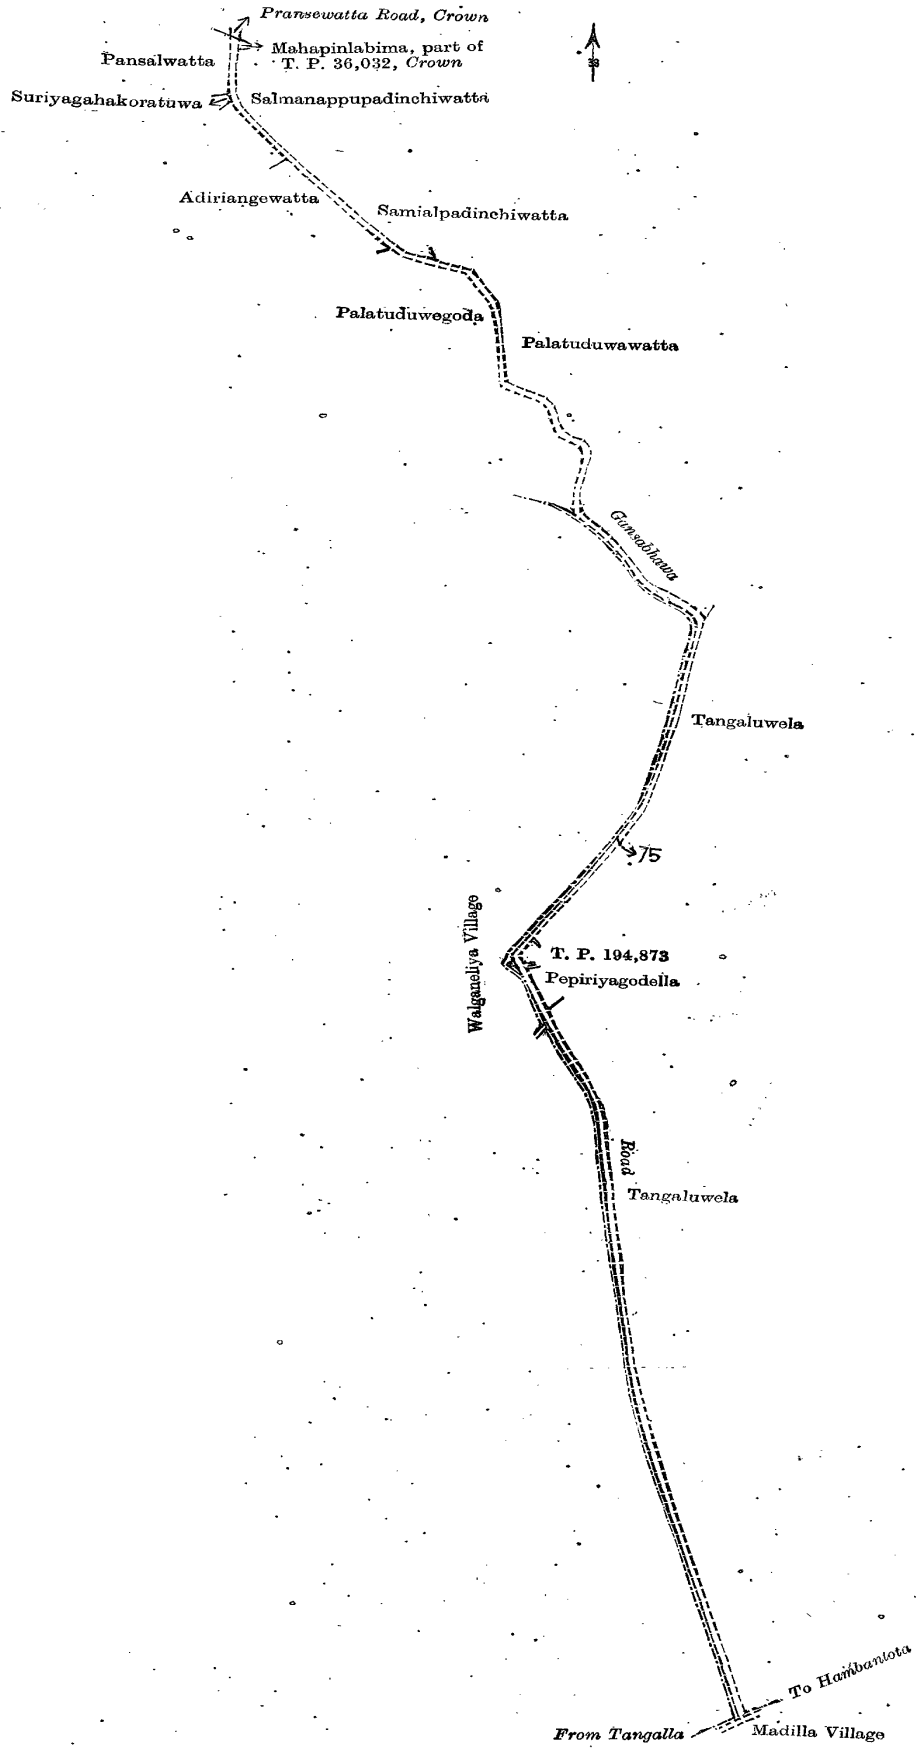 Pransewatta Road, Crown
Mahapinlabima, part of
T. P. 36,032, Crown
Pansalwatta
Suriyagahakoratuwa
Salmanappupadinchiwatta
33
Adiriangewatta
Samialpadinchiwatta
Palatuduwegoda
Palatuduwawatta
Gansabhawa
Tangaluwela
75
Walganeliya Village
T. P. 194,873
Pepiriyagodella
Road
Tangaluwela
To Hambantota
From Tangalla
Madilla Village